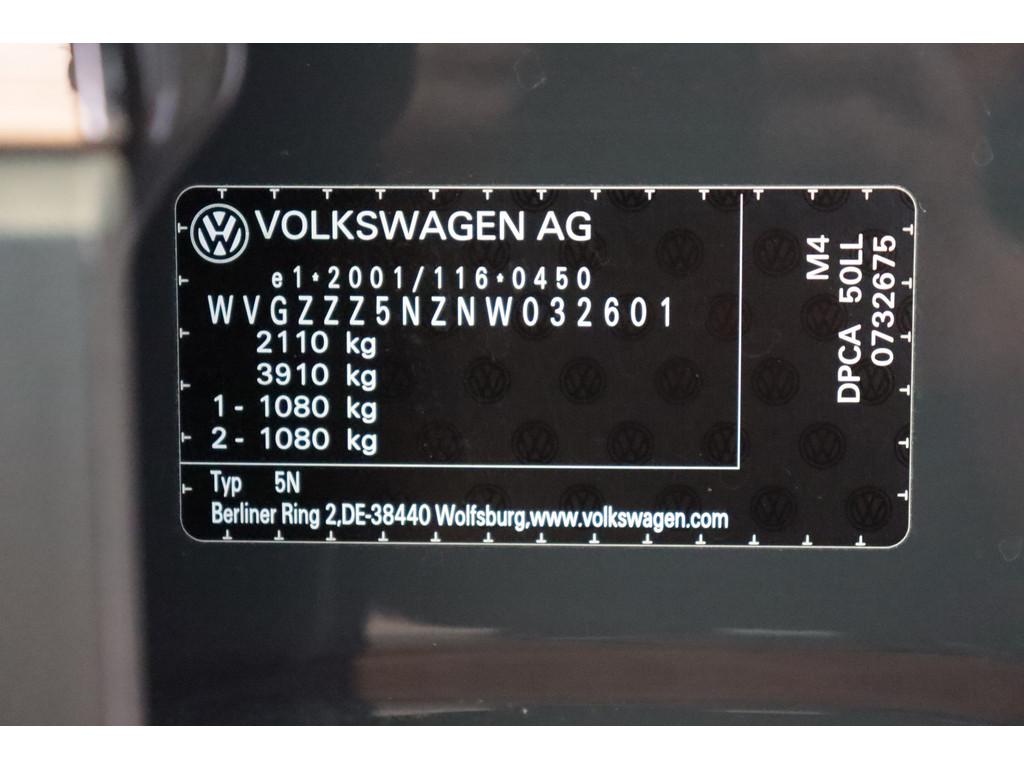 VOLKSWAGEN AG
e1*2001/116*0450
WVGZZZ5NZNW032601
2110 kg
3910 kg
1- 1080 kg
2- 1080 kg
Typ 5N
Berliner Ring 2,DE-38440 Wolfsburg,www.volkswagen.com
M4
DPCA 50LL
0732675